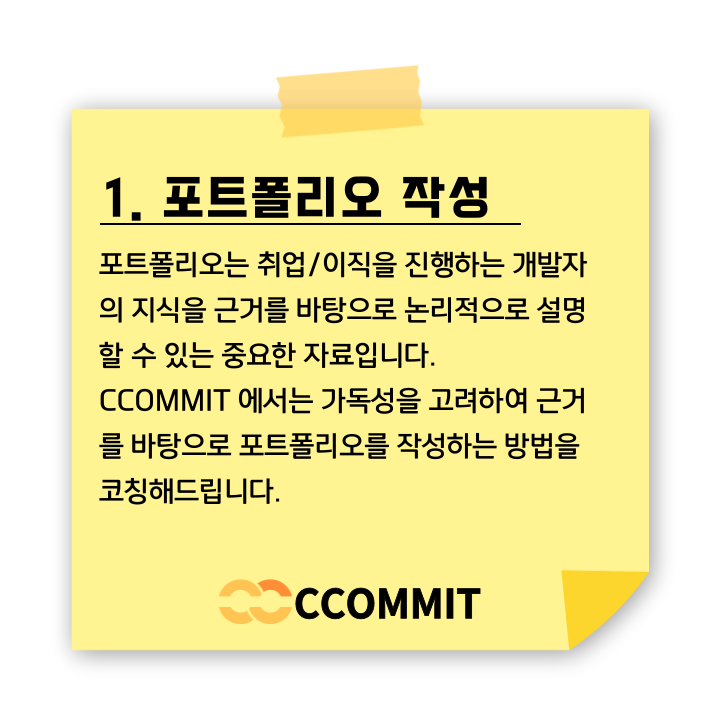 1. 포트폴리오 작성
포트폴리오는 취업/이직을 진행하는 개발자
의 지식을 근거를 바탕으로 논리적으로 설명
할 수 있는 중요한 자료입니다.
CCOMMIT 에서는 가독성을 고려하여 근거
를 바탕으로 포트폴리오를 작성하는 방법을
코칭해드립니다.
CCOMMIT